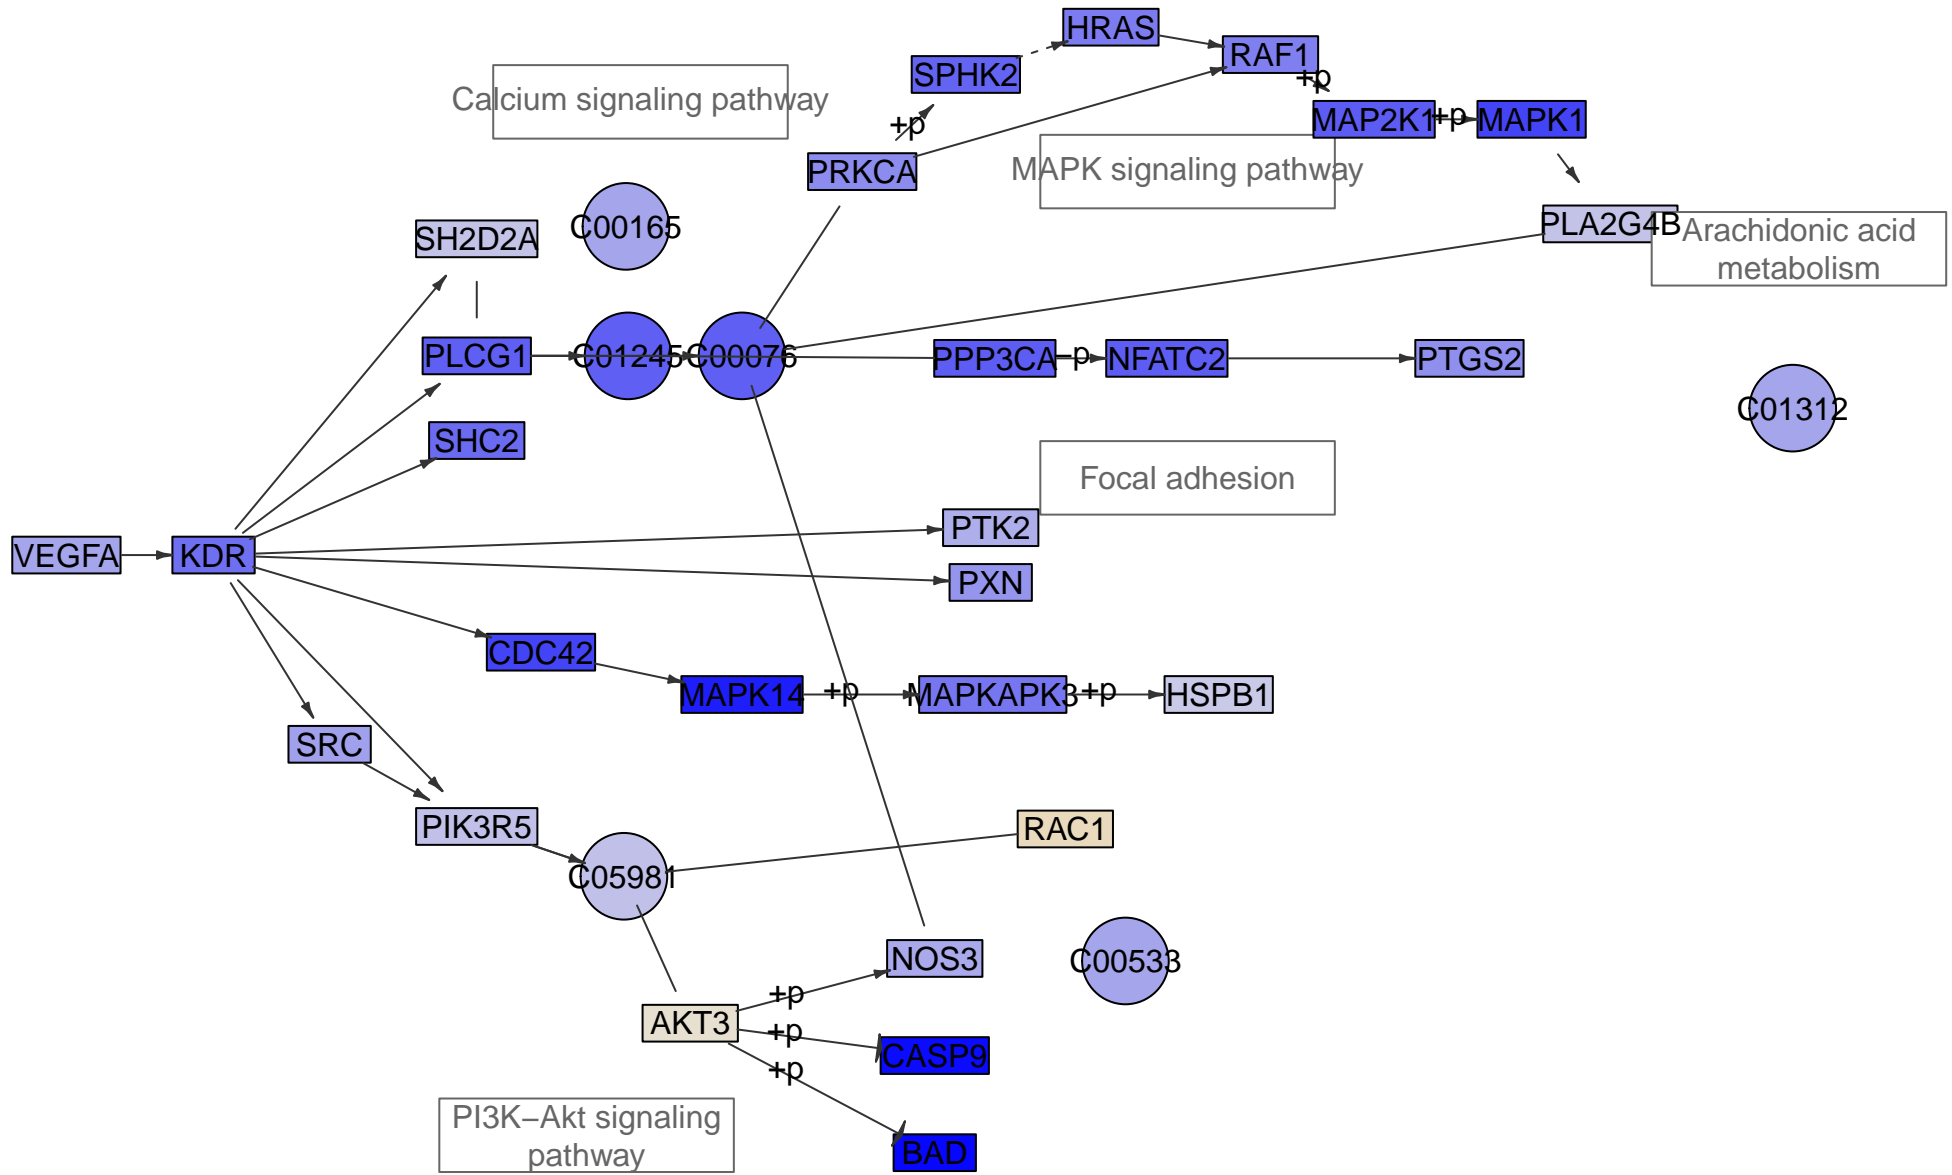 HRAS
RAF1
+p
SPHK2
Calcium signaling pathway
+p
MAP2K1
+p
MAPK1
PRKCA
MAPK signaling pathway
C00165
SH2D2A
PLA2G4B
Arachidonic acid
metabolism
PLCG1
C01245
C00076
PPP3CA
−p
NFATC2
PTGS2
C01312
SHC2
Focal adhesion
PTK2
VEGFA
KDR
PXN
CDC42
MAPK14
+p
MAPKAPK3
+p
HSPB1
SRC
PIK3R5
RAC1
C05981
NOS3
C00533
+p
AKT3
+p
CASP9
+p
PI3K−Akt signaling
pathway
BAD